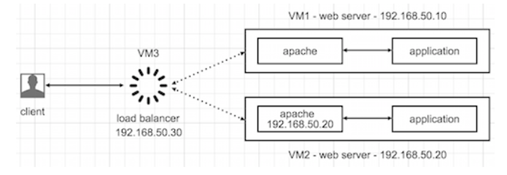 VM1 - web server - 192.168.50.10
apache
application
VM3
client
load balancer
192.168.50.30
apache
192.168.50.20
application
VM2 - web server - 192.168.50.20